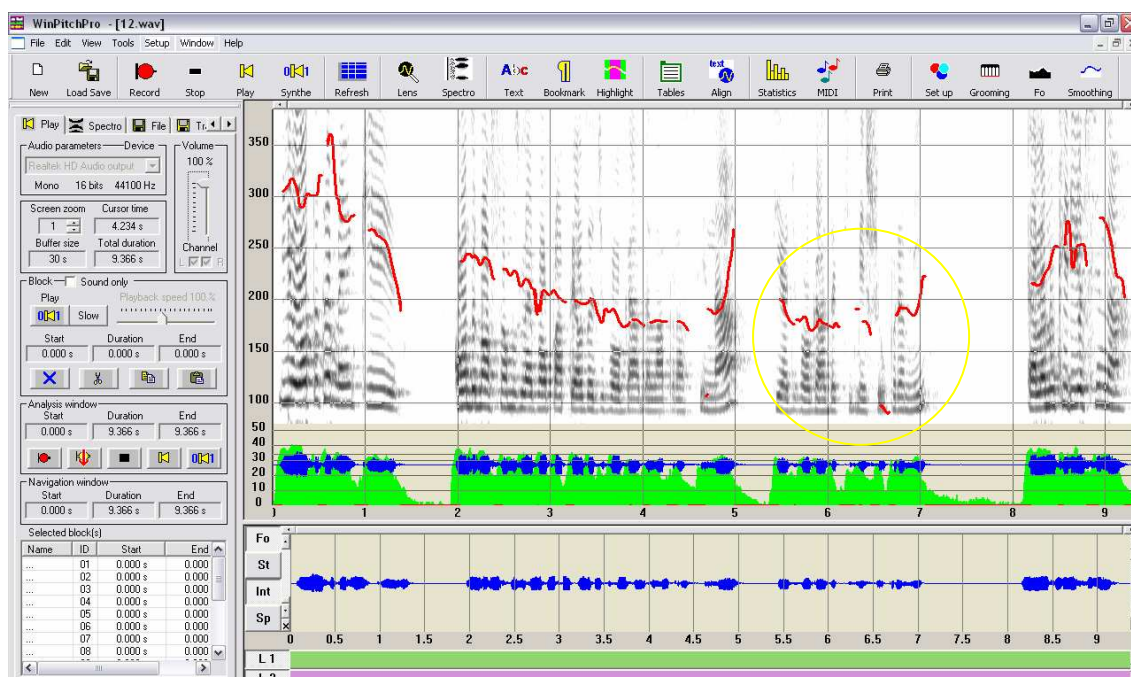 WinPitchPro - [12.wav]
File Edit View Tools Setup Window Help
New Load Save Record Stop Play Synthe Refresh Lens Spectro Text Bookmark Highlight Tables Align Statistics MIDI Print Set up Grooming Fo Smoothing
Play Spectro File Tr.
Audio parameters Device Volume
Realtek HD Audio output 100 %
Mono 16 bits 44100 Hz
Screen zoom Cursor time
1 4.234 s
Buffer size Total duration Channel
30 s 9.366 s L R
Block Sound only
Play Playback speed 100.%
Slow
Start Duration End
0.000 s 0.000 s 0.000 s
Analysis window
Start Duration End
0.000 s 9.366 s 9.366 s
Navigation window
Start Duration End
0.000 s 9.366 s 9.366 s
Selected block(s)
Name ID Start End
... 01 0.000 s 0.000
... 02 0.000 s 0.000
... 03 0.000 s 0.000
... 04 0.000 s 0.000
... 05 0.000 s 0.000
... 06 0.000 s 0.000
... 07 0.000 s 0.000
... 08 0.000 s 0.000
350
300
250
200
150
100
50
40
30
20
10
0
1 2 3 4 5 6 7 8 9
Fo
St
Int
Sp
0 0.5 1 1.5 2 2.5 3 3.5 4 4.5 5 5.5 6 6.5 7 7.5 8 8.5 9
L 1